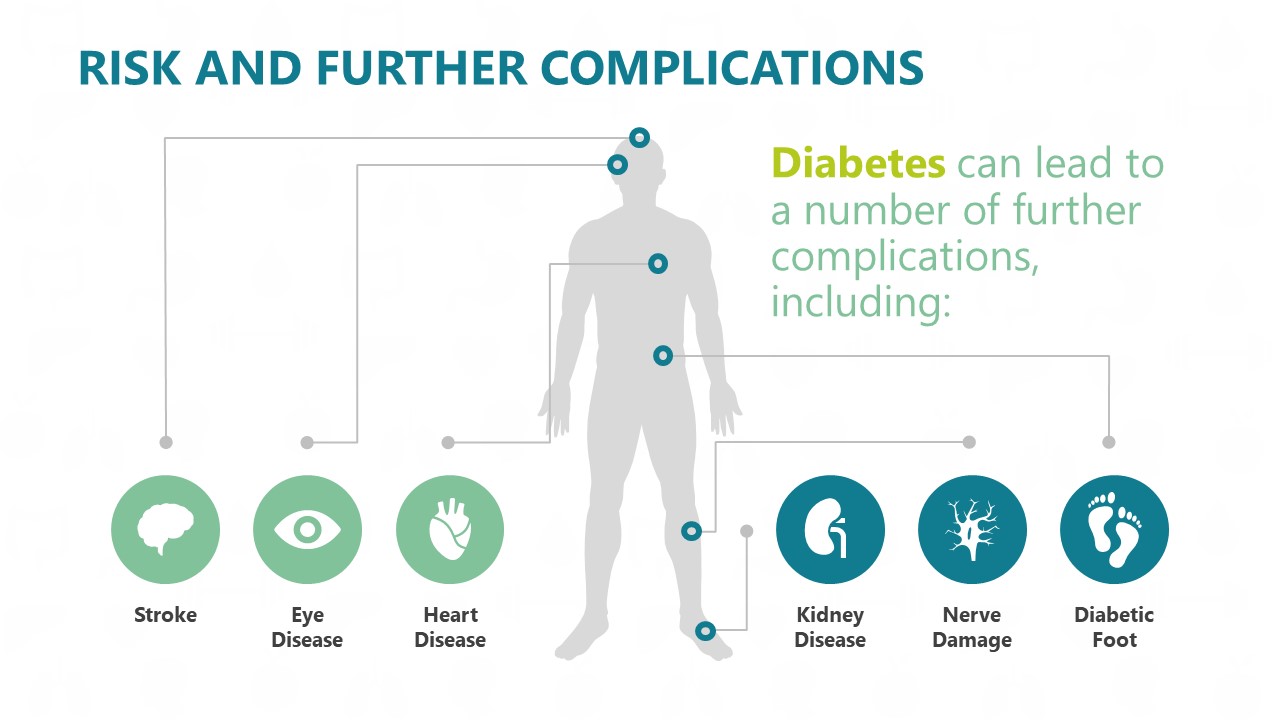 RISK AND FURTHER COMPLICATIONS
Diabetes can lead to
a number of further
complications,
including:
Stroke
Eye
Disease
Heart
Disease
Kidney
Disease
Nerve
Damage
Diabetic
Foot